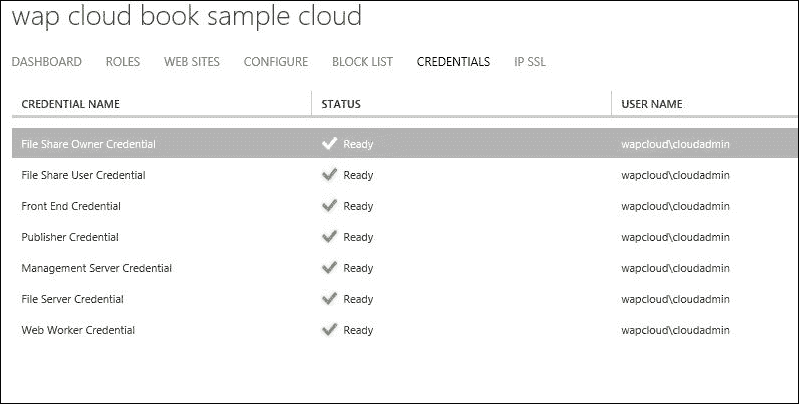 wap cloud book sample cloud
DASHBOARD ROLES WEB SITES CONFIGURE BLOCK LIST CREDENTIALS IP SSL
CREDENTIAL NAME STATUS USER NAME
File Share Owner Credential Ready wapcloud\cloudadmin
File Share User Credential Ready wapcloud\cloudadmin
Front End Credential Ready wapcloud\cloudadmin
Publisher Credential Ready wapcloud\cloudadmin
Management Server Credential Ready wapcloud\cloudadmin
File Server Credential Ready wapcloud\cloudadmin
Web Worker Credential Ready wapcloud\cloudadmin